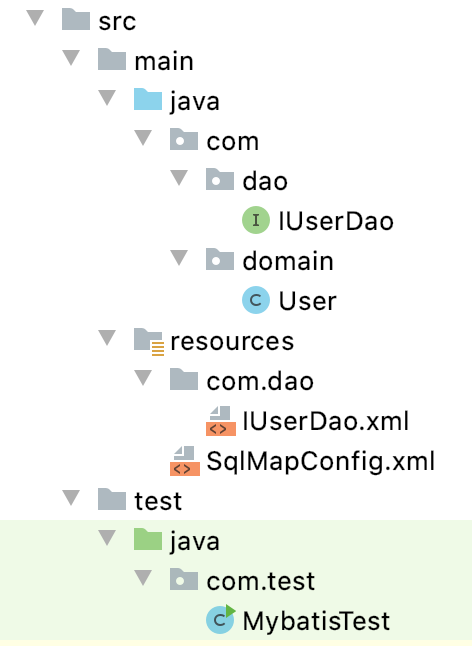 src
main
java
com
dao
I IUserDao
domain
C User
resources
com.dao
<> IUserDao.xml
<> SqlMapConfig.xml
test
java
com.test
C MybatisTest